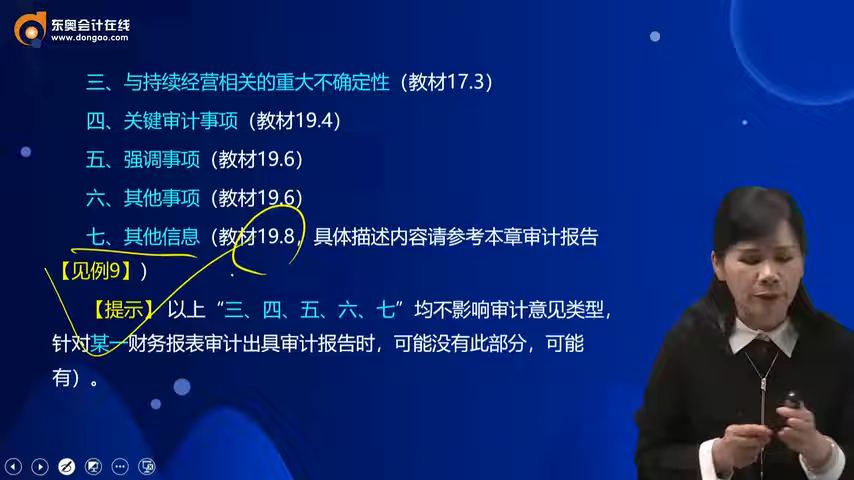 东奥会计在线
www.dongao.com
三、与持续经营相关的重大不确定性（教材17.3）
四、关键审计事项（教材19.4）
五、强调事项（教材19.6）
六、其他事项（教材19.6）
七、其他信息（教材19.8，具体描述内容请参考本章审计报告
【见例9】）
【提示】以上“三、四、五、六、七”均不影响审计意见类型，
针对某一财务报表审计出具审计报告时，可能没有此部分，可能
有）。